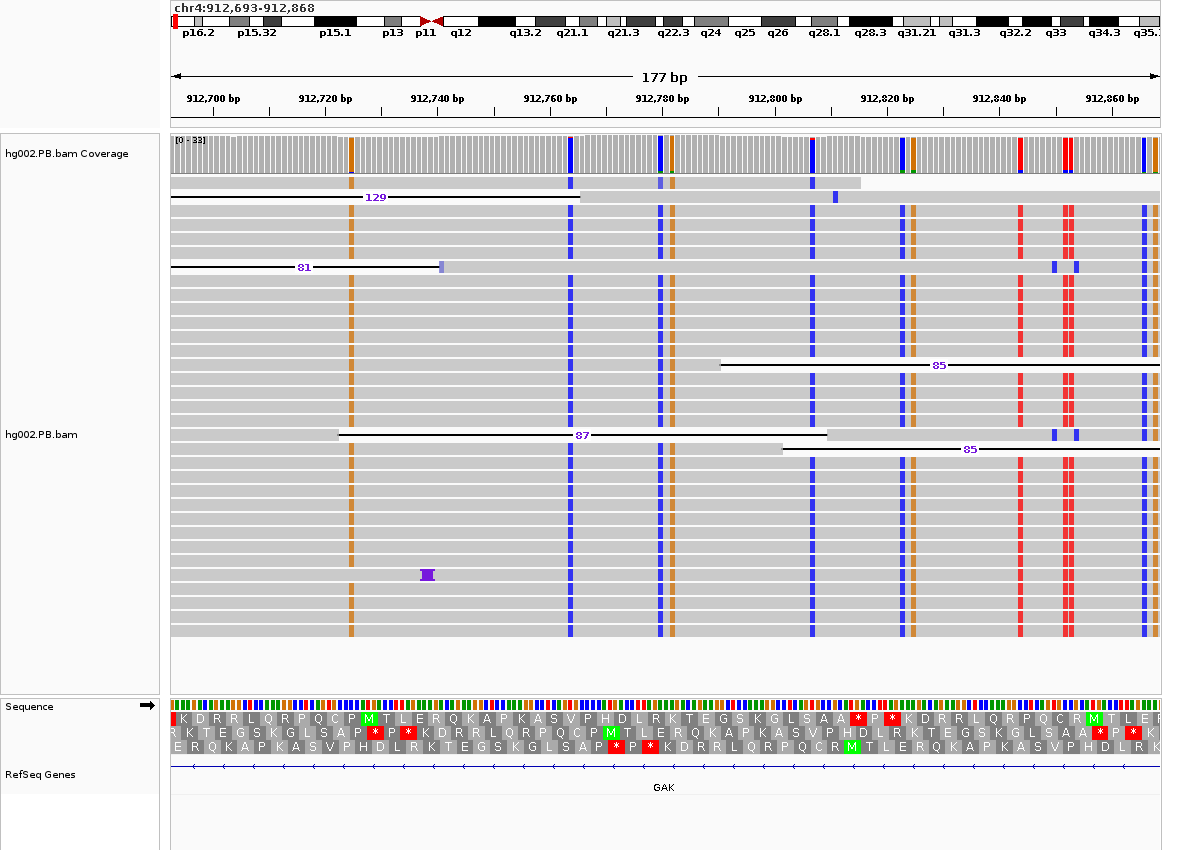 chr4:912,693-912,868
p16.2 p15.32 p15.1 p13 p11 q12 q13.2 q21.1 q21.3 q22.3 q24 q25 q26 q28.1 q28.3 q31.21 q31.3 q32.2 q33 q34.3 q35.
177 bp
912,700 bp 912,720 bp 912,740 bp 912,760 bp 912,780 bp 912,800 bp 912,820 bp 912,840 bp 912,860 bp
hg002.PB.bam Coverage
[0 - 33]
129
81
85
hg002.PB.bam
87
85
Sequence
K D R R L Q R P Q C P M T L E R Q K A P K A S V P H D L R K T E G S K G L S A A * P * K D R R L Q R P Q C R M T L E
R K T E G S K G L S A P * P * K D R R L Q R P Q C P M T L E R Q K A P K A S V P H D L R K T E G S K G L S A A * P * K
E R Q K A P K A S V P H D L R K T E G S K G L S A P * P * K D R R L Q R P Q C R M T L E R Q K A P K A S V P H D L R K
RefSeq Genes
GAK